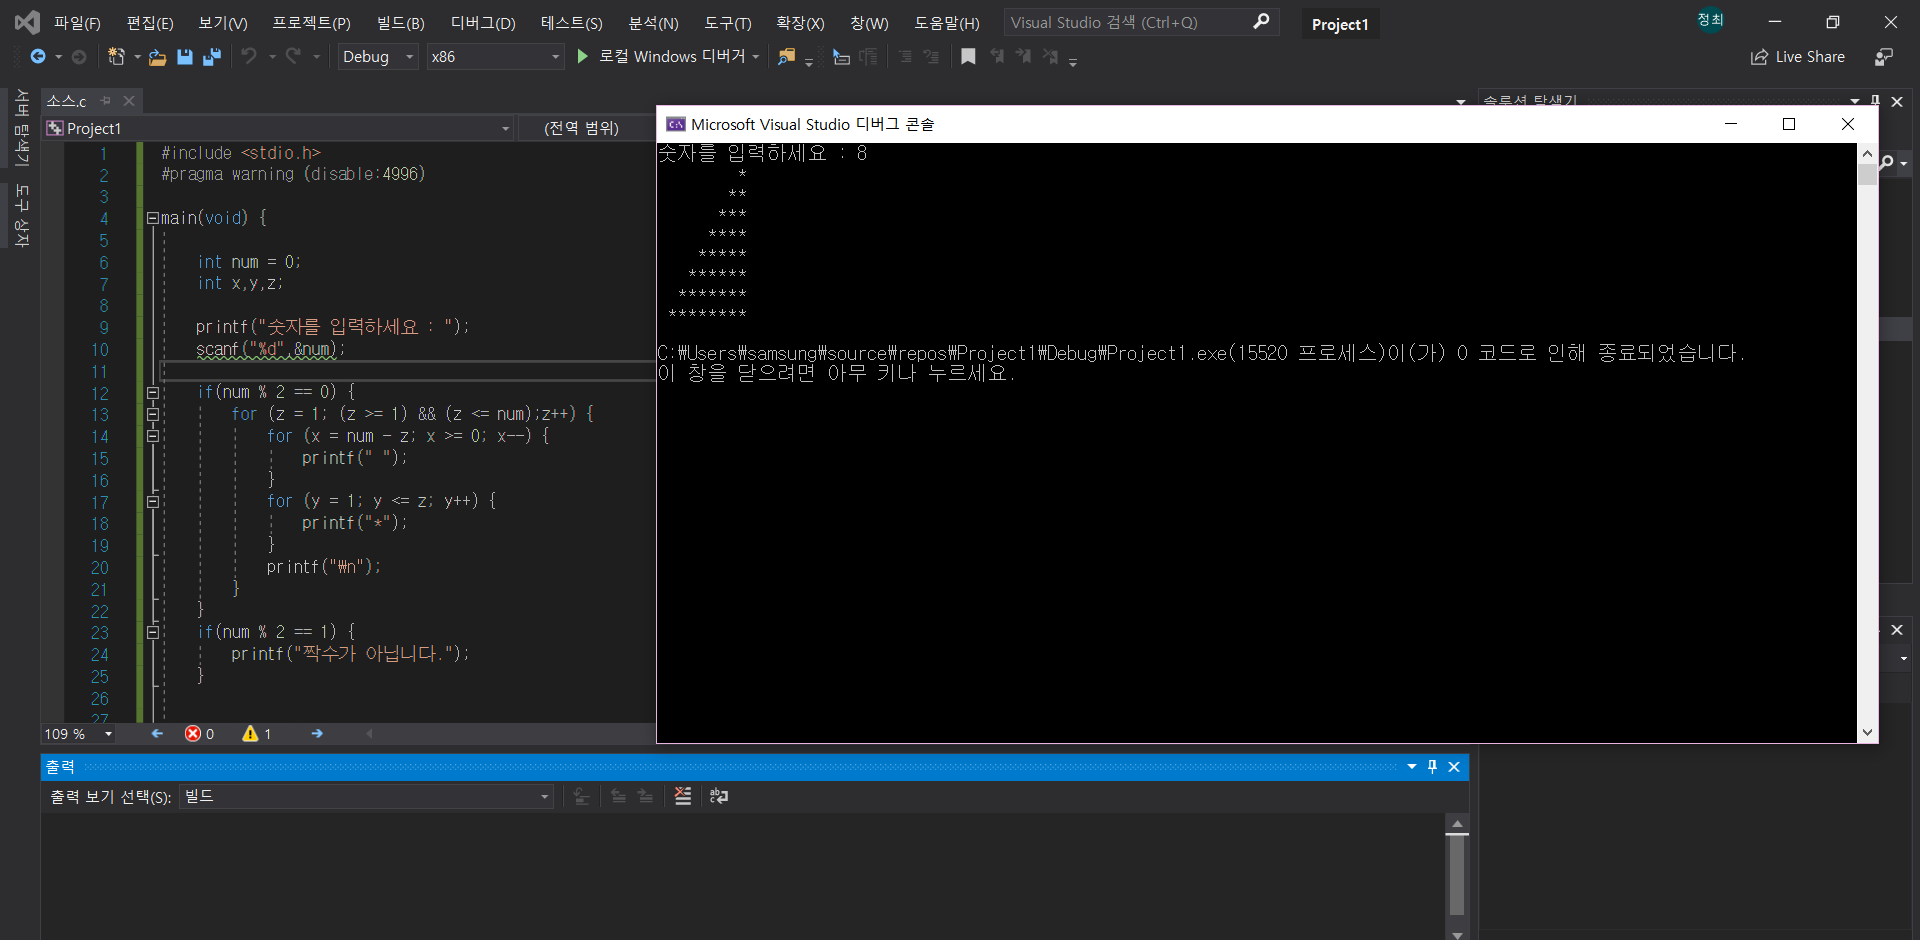 파일(F) 편집(E) 보기(V) 프로젝트(P) 빌드(B) 디버그(D) 테스트(S) 분석(N) 도구(T) 확장(X) 창(W) 도움말(H) Visual Studio 검색 (Ctrl+Q) Project1 정최
Debug x86 로컬 Windows 디버거 Live Share
서버 탐색기
도구 상자
소스.c
Project1 (전역 범위)
1 #include <stdio.h>
2 #pragma warning (disable:4996)
3
4 main(void) {
5
6 int num = 0;
7 int x,y,z;
8
9 printf("숫자를 입력하세요 : ");
10 scanf("%d",&num);
11
12 if(num % 2 == 0) {
13 for (z = 1; (z >= 1) && (z <= num);z++) {
14 for (x = num - z; x >= 0; x--) {
15 printf(" ");
16 }
17 for (y = 1; y <= z; y++) {
18 printf("*");
19 }
20 printf("₩n");
21 }
22 }
23 if(num % 2 == 1) {
24 printf("짝수가 아닙니다.");
25 }
26
27
109 % 0 1
솔루션 탐색기
Microsoft Visual Studio 디버그 콘솔
숫자를 입력하세요 : 8
*
**
***
****
*****
******
*******
********
C:₩Users₩samsung₩source₩repos₩Project1₩Debug₩Project1.exe(15520 프로세스)이(가) 0 코드로 인해 종료되었습니다.
이 창을 닫으려면 아무 키나 누르세요.
출력
출력 보기 선택(S): 빌드